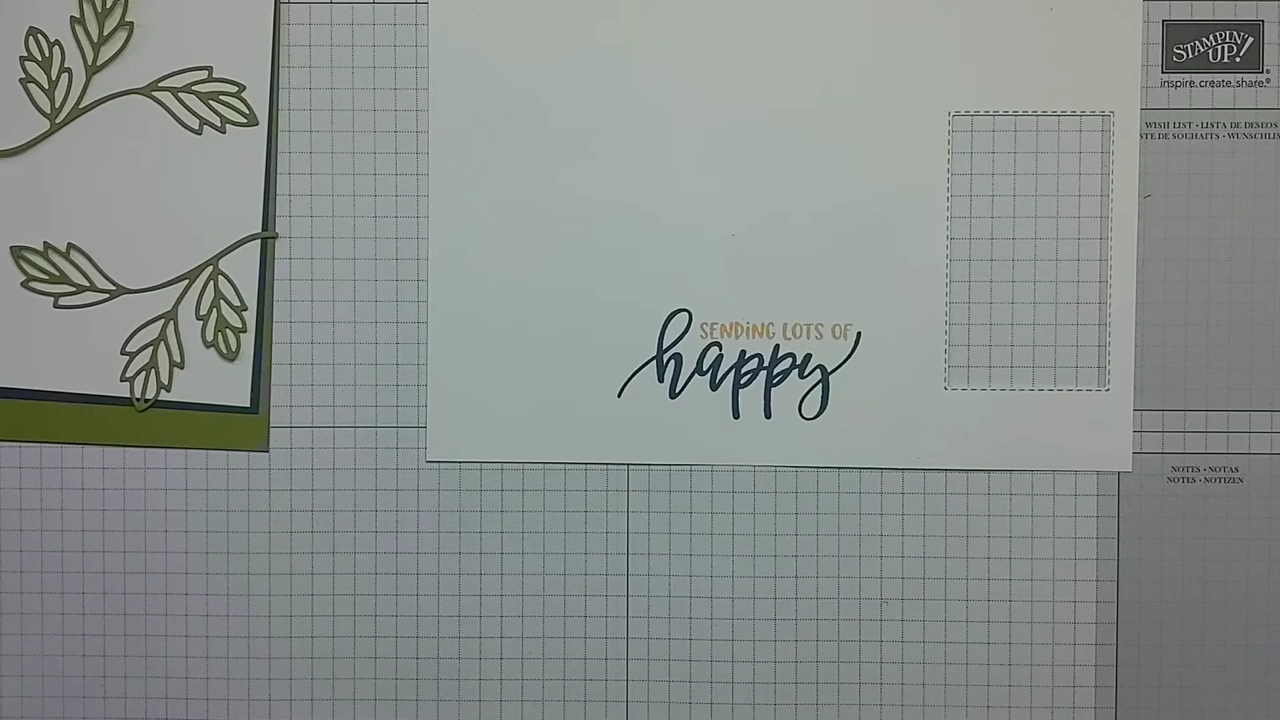 STAMPIN' UP!®
inspire.create.share.®
WISH LIST • LISTA DE DESEOS
STE DE SOUHAITS • WUNSCHLIS
SENDING LOTS OF
happy
NOTES • NOTAS
NOTES • NOTIZEN